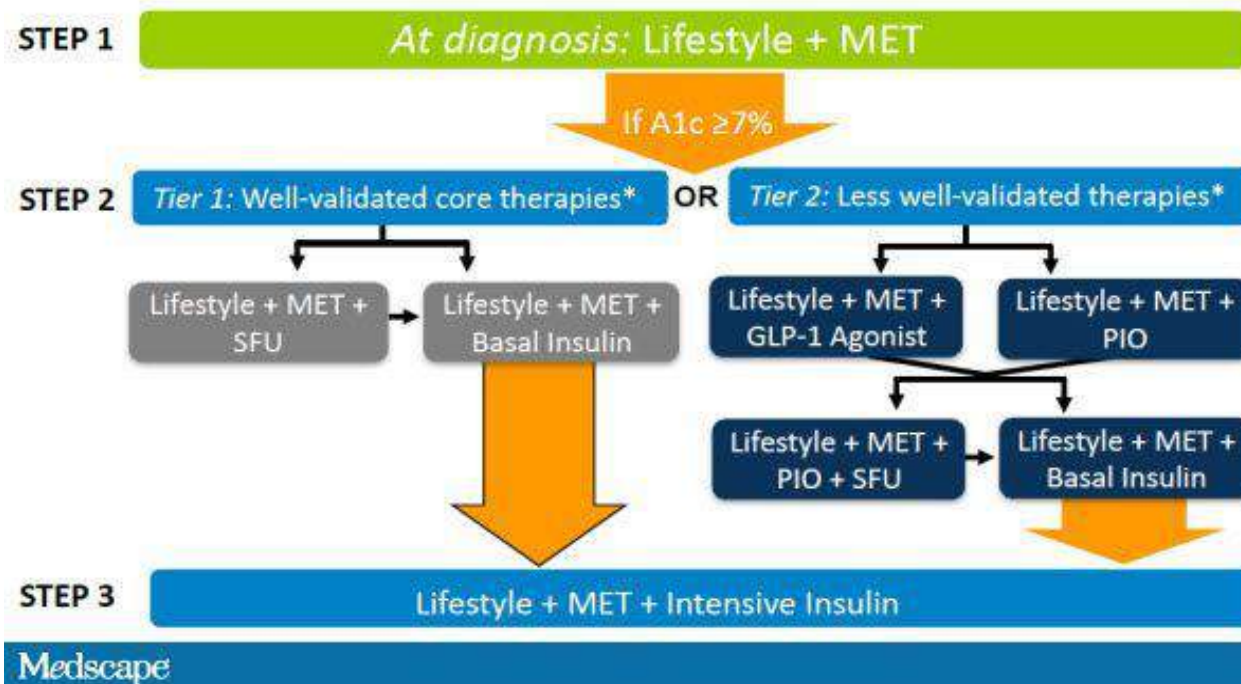 STEP 1
At diagnosis: Lifestyle + MET
If A1c ≥7%
STEP 2
Tier 1: Well-validated core therapies*
OR
Tier 2: Less well-validated therapies*
Lifestyle + MET +
SFU
Lifestyle + MET +
Basal Insulin
Lifestyle + MET +
GLP-1 Agonist
Lifestyle + MET +
PIO
Lifestyle + MET +
PIO + SFU
Lifestyle + MET +
Basal Insulin
STEP 3
Lifestyle + MET + Intensive Insulin
Medscape